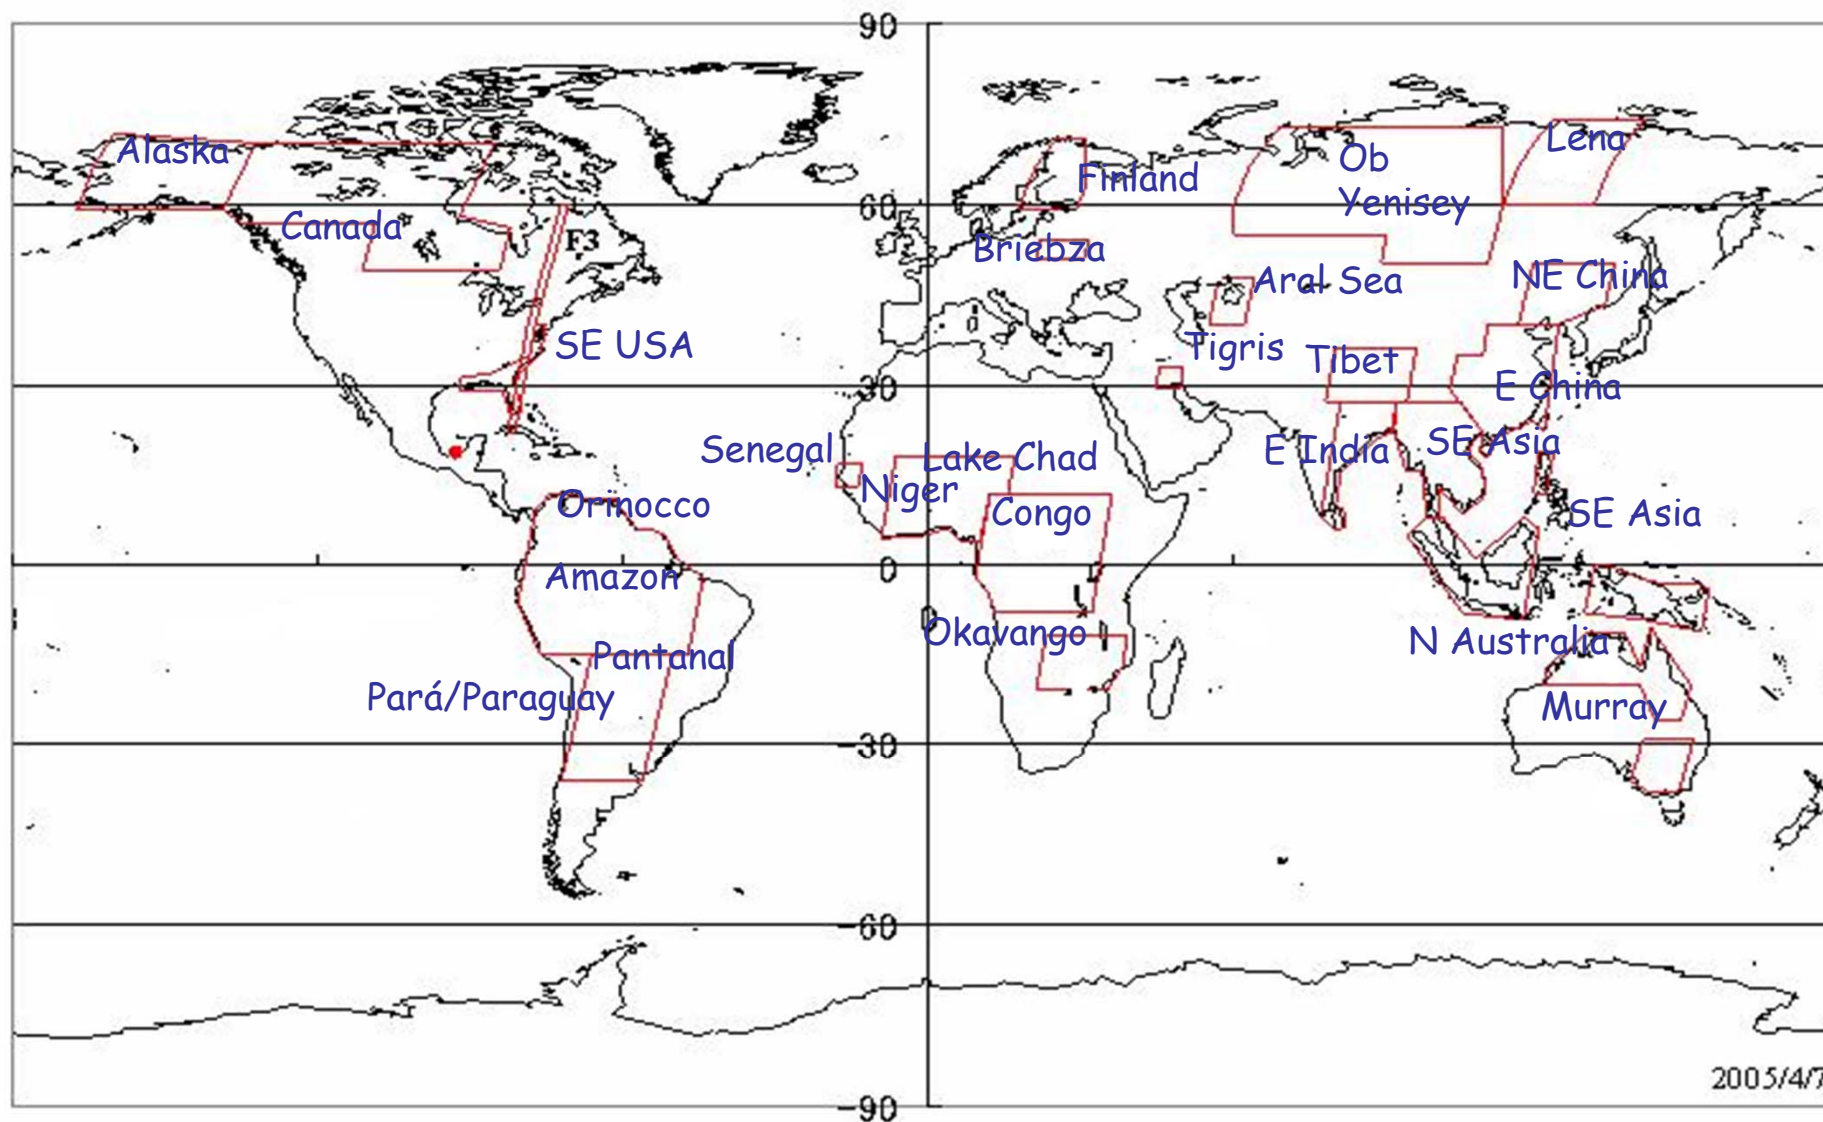 90
Alaska
Lena
Ob
Finland
Yenisey
60
Canada
F3
Briebza
Aral Sea
NE China
SE USA
Tigris
Tibet
30
E China
Senegal
Lake Chad
E India
SE Asia
Niger
Orinocco
Congo
SE Asia
0
Amazon
Okavango
N Australia
Pantanal
Pará/Paraguay
Murray
-30
-60
2005/4/7
-90